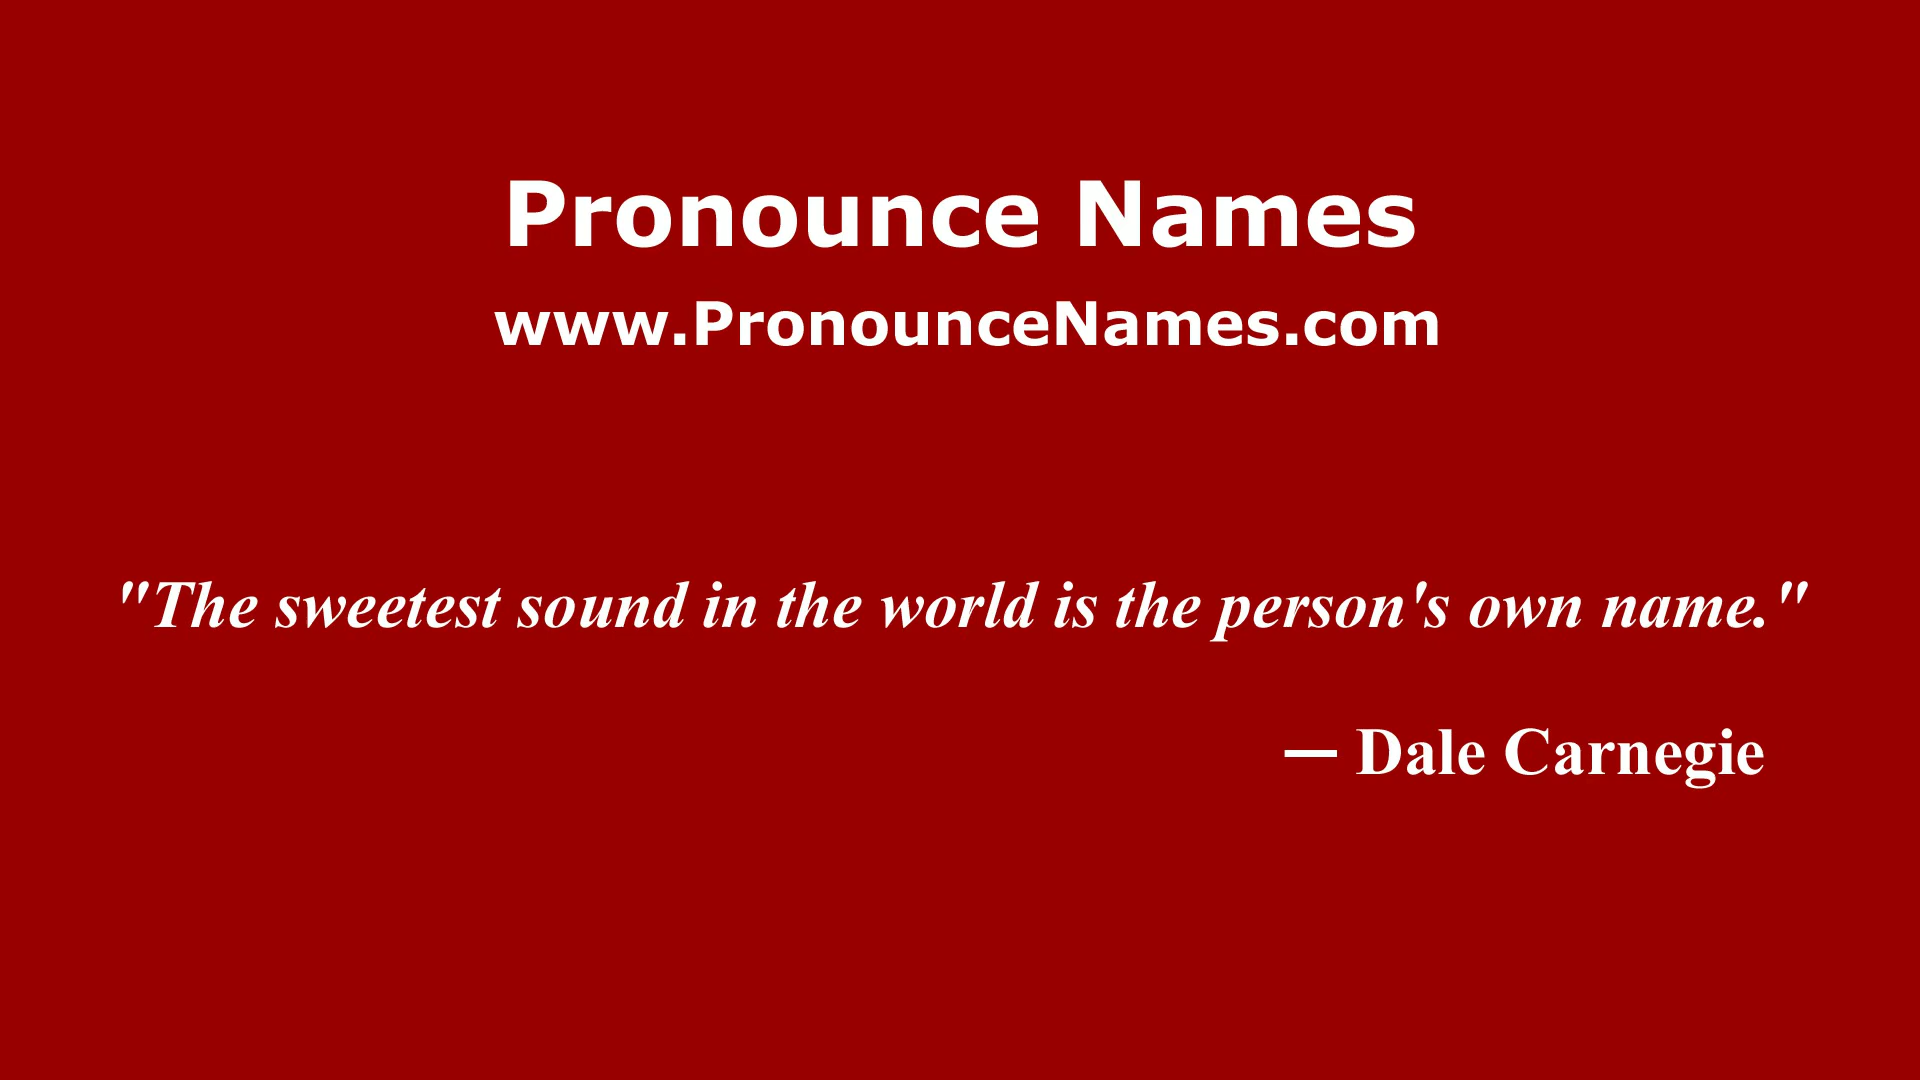 Pronounce Names
www.PronounceNames.com
"The sweetest sound in the world is the person's own name."
— Dale Carnegie